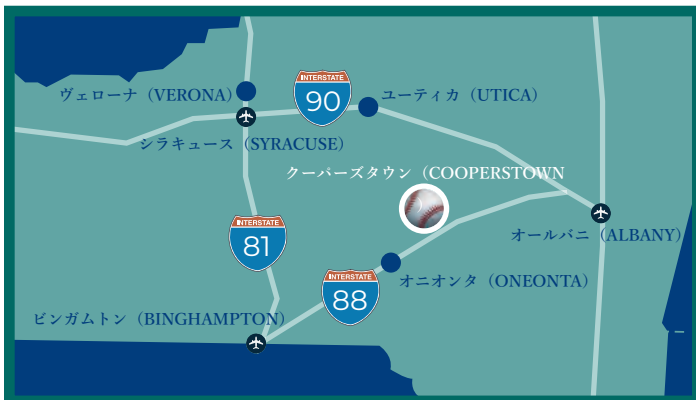 ヴェローナ（VERONA）
INTERSTATE
90
ユーティカ（UTICA）
シラキュース（SYRACUSE）
クーパーズタウン（COOPERSTOWN
INTERSTATE
81
オールバニ（ALBANY）
INTERSTATE
88
オニオンタ（ONEONTA）
ビンガムトン（BINGHAMPTON）